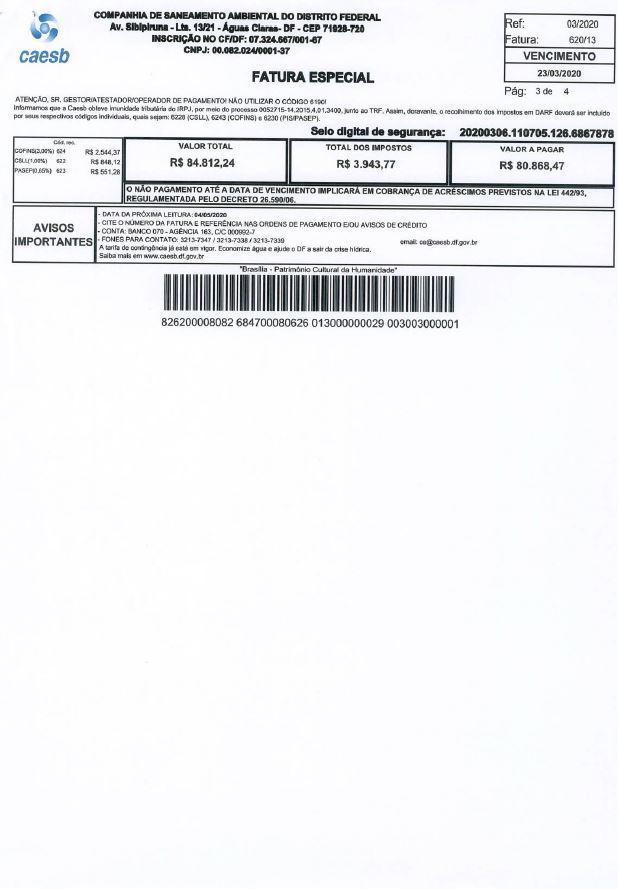 caesb
COMPANHIA DE SANEAMENTO AMBIENTAL DO DISTRITO FEDERAL
Av. Sibipiruna - Lts. 13/21 - Águas Claras- DF - CEP 71928-720
INSCRIÇÃO NO CF/DF: 07.324.667/001-67
CNPJ: 00.082.024/0001-37
FATURA ESPECIAL
Ref: 03/2020
Fatura: 620/13
VENCIMENTO
23/03/2020
Pág: 3 de 4
ATENÇÃO, SR. GESTOR/ATESTADOR/OPERADOR DE PAGAMENTO! NÃO UTILIZAR O CÓDIGO 6190!
Informamos que a Caesb obteve imunidade tributária do IRPJ, por meio do processo 0052715-14.2015.4.01.3400, junto ao TRF. Assim, doravante, o recolhimento dos impostos em DARF deverá ser incluído
por seus respectivos códigos individuais, quais sejam: 6228 (CSLL), 6243 (COFINS) e 6230 (PIS/PASEP).
Selo digital de segurança: 20200306.110705.126.6867878
Cód. rec.
COFINS(3,00%) 624 R$ 2.544,37
CSLL(1,00%) 622 R$ 848,12
PASEP(0,65%) 623 R$ 551,28
VALOR TOTAL
R$ 84.812,24
TOTAL DOS IMPOSTOS
R$ 3.943,77
VALOR A PAGAR
R$ 80.868,47
O NÃO PAGAMENTO ATÉ A DATA DE VENCIMENTO IMPLICARÁ EM COBRANÇA DE ACRÉSCIMOS PREVISTOS NA LEI 442/93,
REGULAMENTADA PELO DECRETO 26.590/06.
AVISOS
IMPORTANTES
- DATA DA PRÓXIMA LEITURA: 04/05/2020
- CITE O NÚMERO DA FATURA E REFERÊNCIA NAS ORDENS DE PAGAMENTO E/OU AVISOS DE CRÉDITO
- CONTA: BANCO 070 - AGÊNCIA 163, C/C 000992-7
- FONES PARA CONTATO: 3213-7347 / 3213-7338 / 3213-7339 email: ca@caesb.df.gov.br
A tarifa de contingência já está em vigor. Economize água e ajude o DF a sair da crise hídrica.
Saiba mais em www.caesb.df.gov.br
"Brasília - Patrimônio Cultural da Humanidade"
826200008082 684700080626 013000000029 003003000001